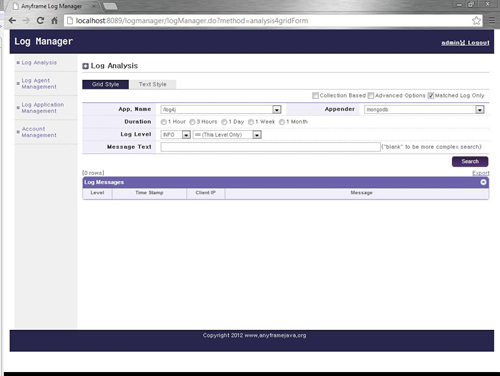 Anyframe Log Manager
localhost:8089/logmanager/logManager.do?method=analysis4gridForm
Log Manager
admin Logout
Log Analysis
Log Agent
Management
Log Application
Management
Account
Management
Log Analysis
Grid Style Text Style
Collection Based Advanced Options Matched Log Only
App. Name /log4j Appender mongodb
Duration 1 Hour 3 Hours 1 Day 1 Week 1 Month
Log Level INFO == (This Level Only)
Message Text ("blank" to be more complex search)
Search
[0 rows] Export
Log Messages
Level Time Stamp Client IP Message
Copyright 2012 www.anyframejava.org